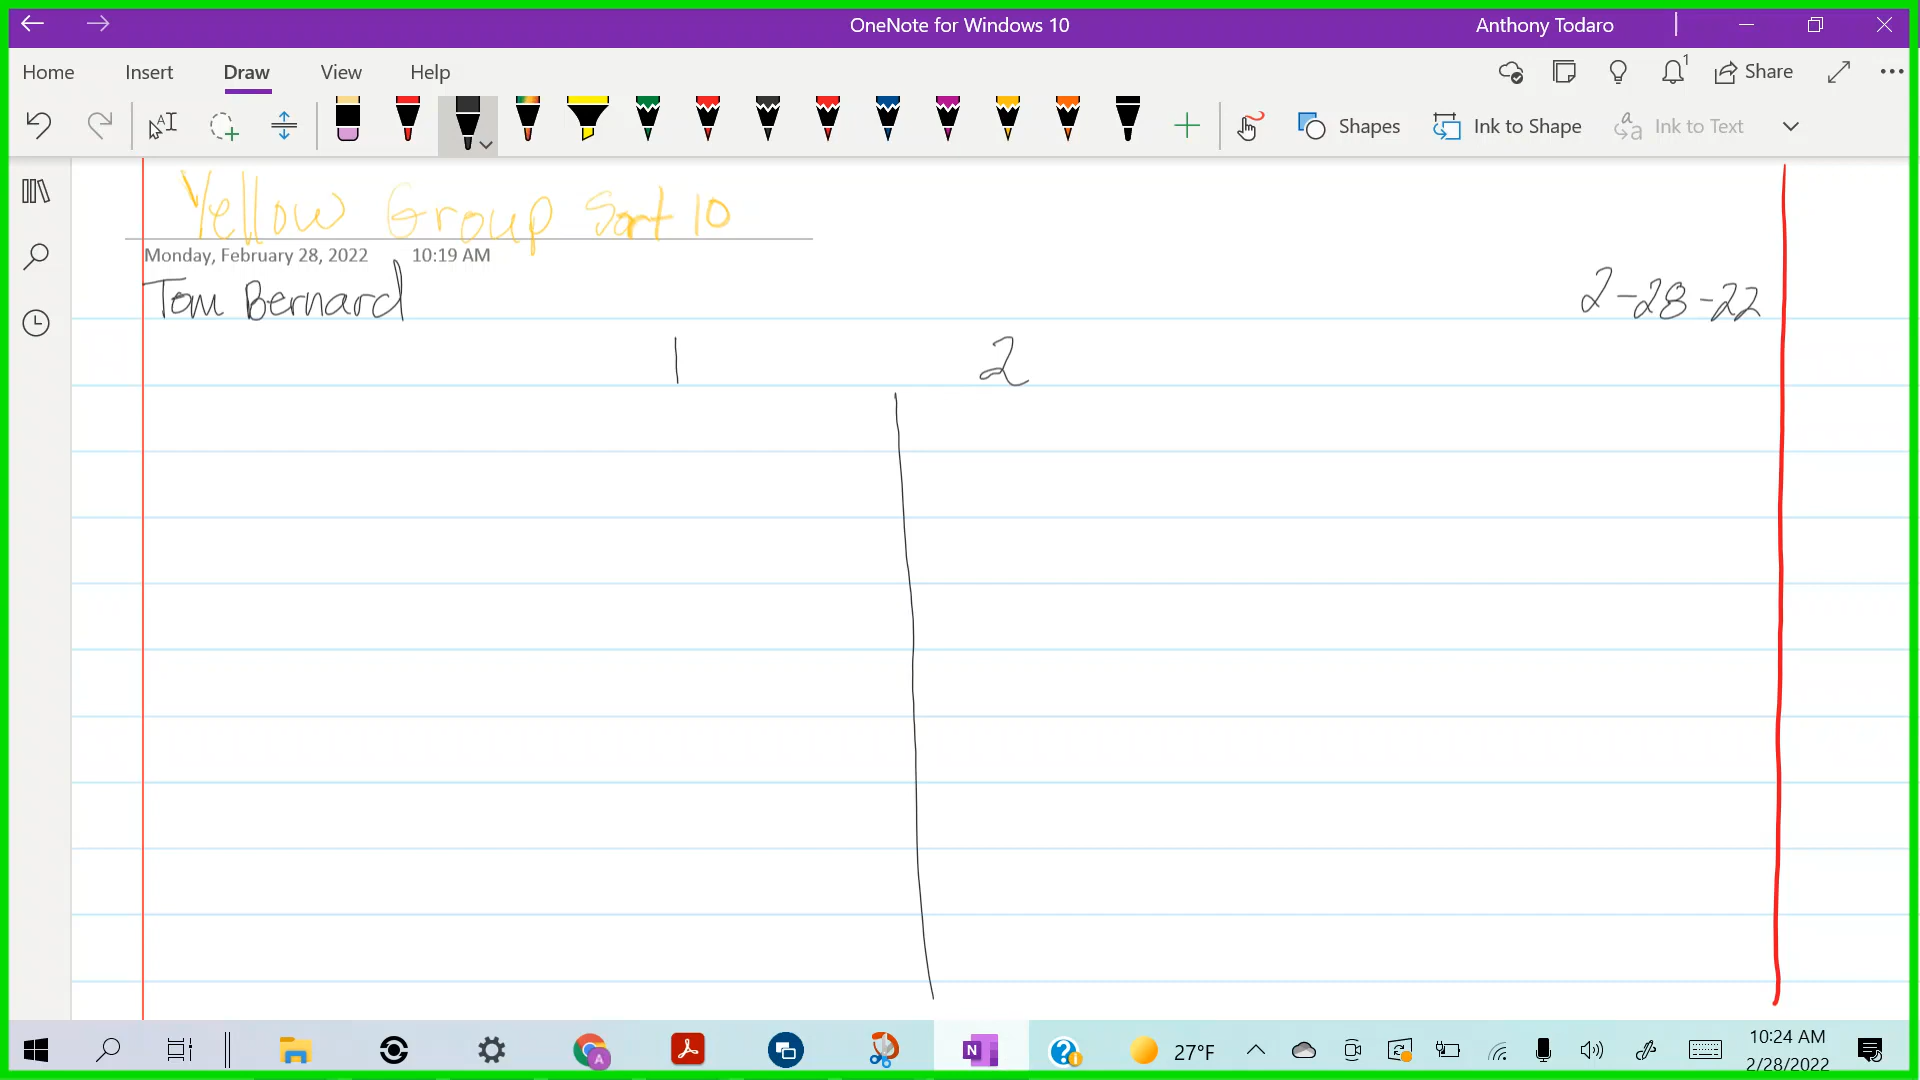 OneNote for Windows 10 Anthony Todaro
Home Insert Draw View Help 1 Share
Shapes Ink to Shape Ink to Text
Yellow Group Sort 10
Monday, February 28, 2022 10:19 AM
Tom Bernard 2-28-22
1 2
27°F 10:24 AM
2/28/2022